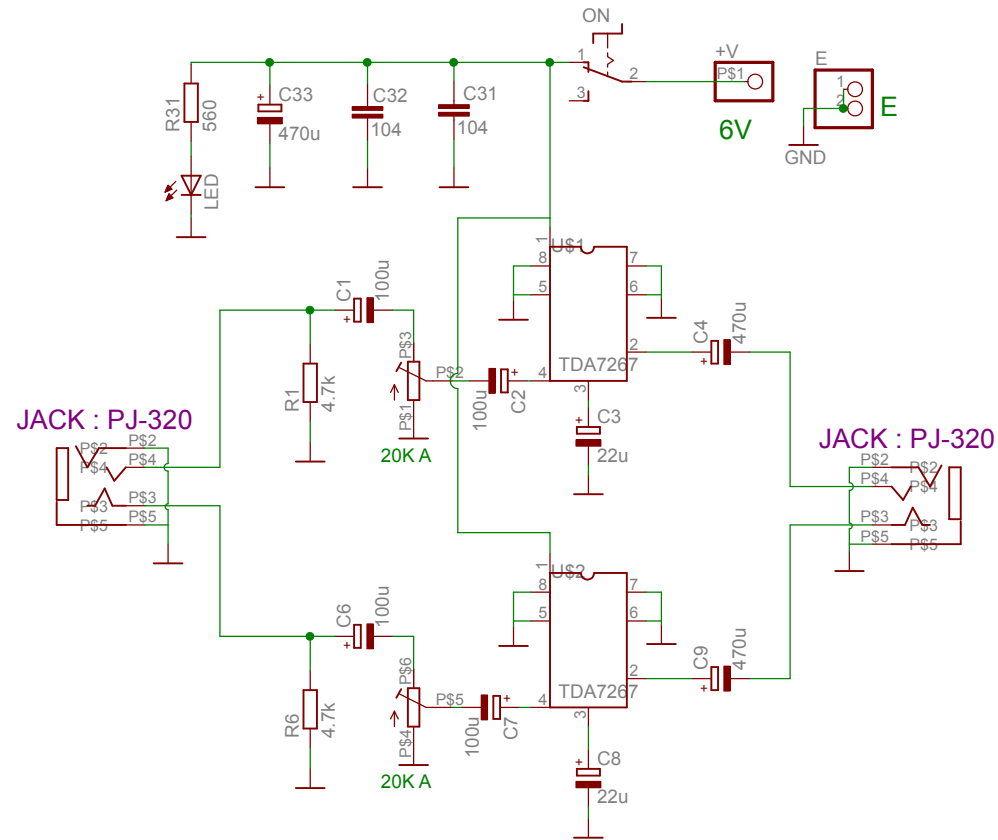 ON
1
2
3
+V
P$1
6V
E
1
2
E
GND
R31
560
LED
C33
470u
C32
104
C31
104
U$1
1
8
5
7
6
2
4
3
TDA7267
C1
100u
R1
4.7k
P$3
P$2
P$1
20K A
100u
C2
C3
22u
C4
470u
JACK : PJ-320
P$2
P$2
P$4
P$4
P$3
P$3
P$5
P$5
JACK : PJ-320
P$2
P$2
P$4
P$4
P$3
P$3
P$5
P$5
U$2
1
8
5
7
6
2
4
3
TDA7267
C6
100u
R6
4.7k
P$6
P$5
P$4
20K A
100u
C7
C8
22u
C9
470u